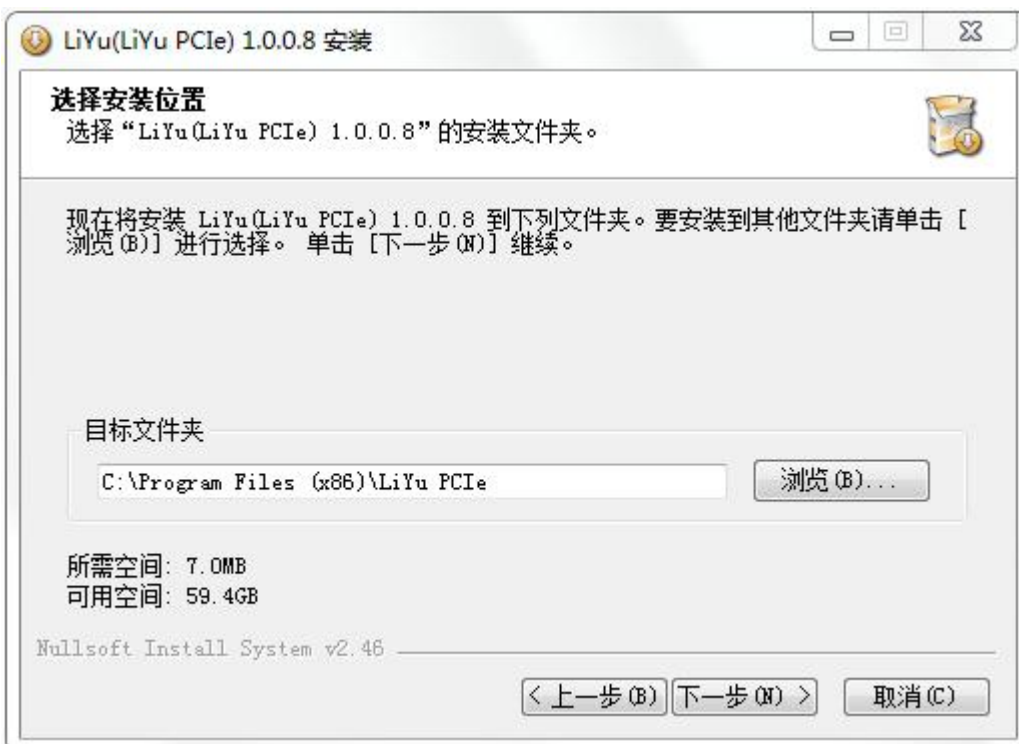 LiYu(LiYu PCIe) 1.0.0.8 安装
选择安装位置
选择“LiYu(LiYu PCIe) 1.0.0.8”的安装文件夹。
现在将安装 LiYu(LiYu PCIe) 1.0.0.8 到下列文件夹。要安装到其他文件夹请单击 [
浏览(B)] 进行选择。 单击 [下一步(N)] 继续。
目标文件夹
C:\Program Files (x86)\LiYu PCIe
浏览(B)...
所需空间: 7.0MB
可用空间: 59.4GB
Nullsoft Install System v2.46
< 上一步(B) 下一步(N) > 取消(C)